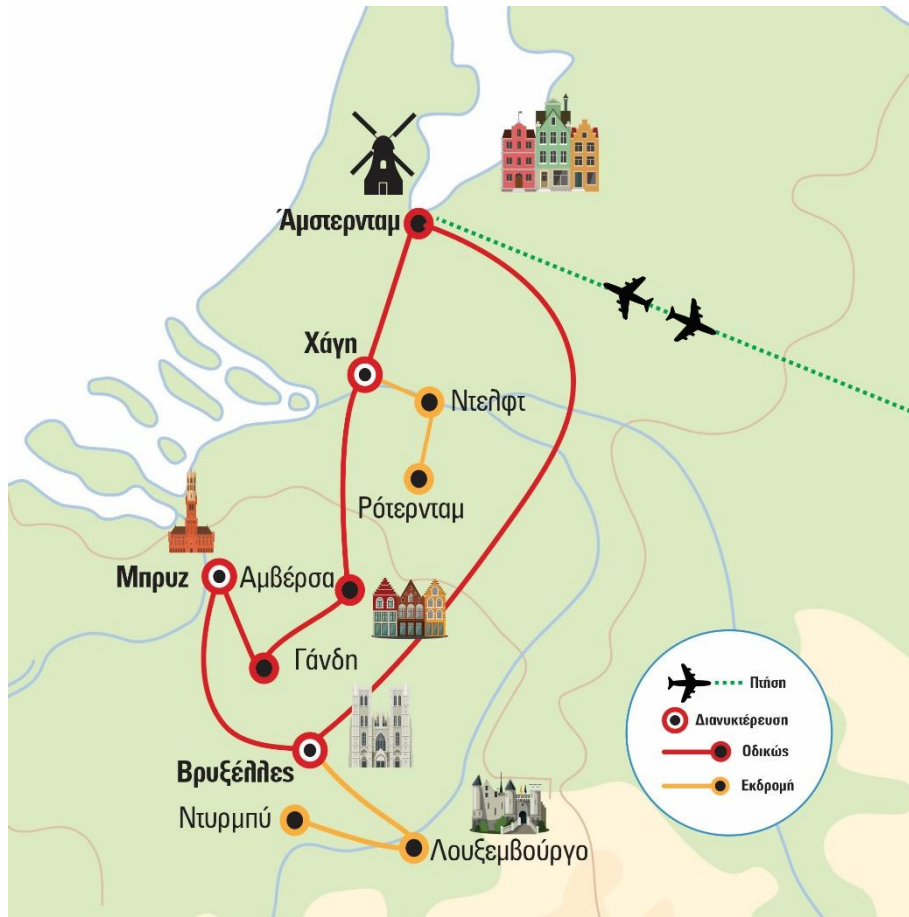 Άμστερνταμ
Χάγη
Ντελφτ
Ρότερνταμ
Μπρυζ
Αμβέρσα
Γάνδη
Βρυξέλλες
Ντυρμπύ
Λουξεμβούργο
Πτήση
Διανυκτέρευση
Οδικώς
Εκδρομή